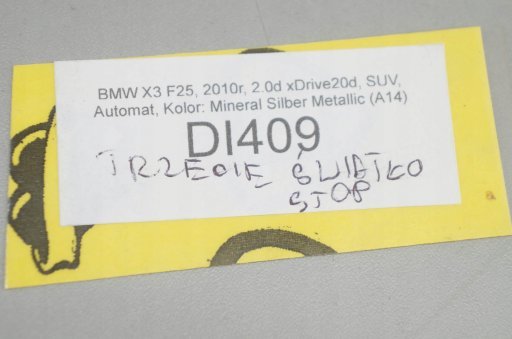 BMW X3 F25, 2010r, 2.0d xDrive20d, SUV,
Automat, Kolor: Mineral Silber Metallic (A14)
DI409
TRZECIE ŚWIATŁO
STOP